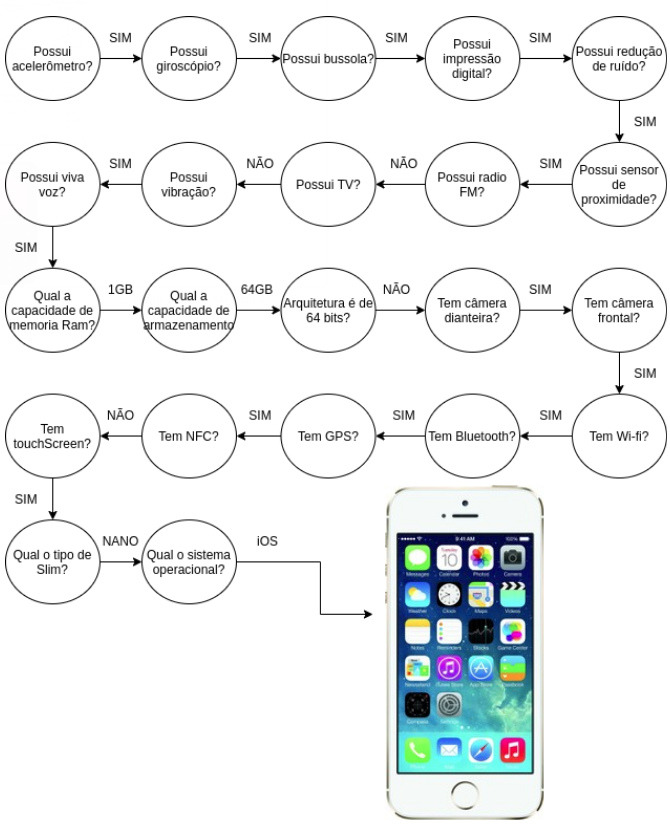 Possui
acelerômetro?
SIM
Possui
giroscópio?
SIM
Possui bussola?
SIM
Possui
impressão
digital?
SIM
Possui redução
de ruído?
SIM
Possui sensor
de
proximidade?
SIM
Possui radio
FM?
NÃO
Possui TV?
NÃO
Possui
vibração?
SIM
Possui viva
voz?
SIM
Qual a
capacidade de
memoria Ram?
1GB
Qual a
capacidade de
armazenamento
64GB
Arquitetura é de
64 bits?
NÃO
Tem câmera
dianteira?
SIM
Tem câmera
frontal?
SIM
Tem Wi-fi?
SIM
Tem Bluetooth?
SIM
Tem GPS?
SIM
Tem NFC?
NÃO
Tem
touchScreen?
SIM
Qual o tipo de
Slim?
NANO
Qual o sistema
operacional?
iOS
9:41 AM
100%
Tuesday
10
Messages Calendar Photos Camera
Weather Clock Maps Videos
Notes Reminders Stocks Game Center
Newsstand iTunes Store App Store Passbook
Compass Settings